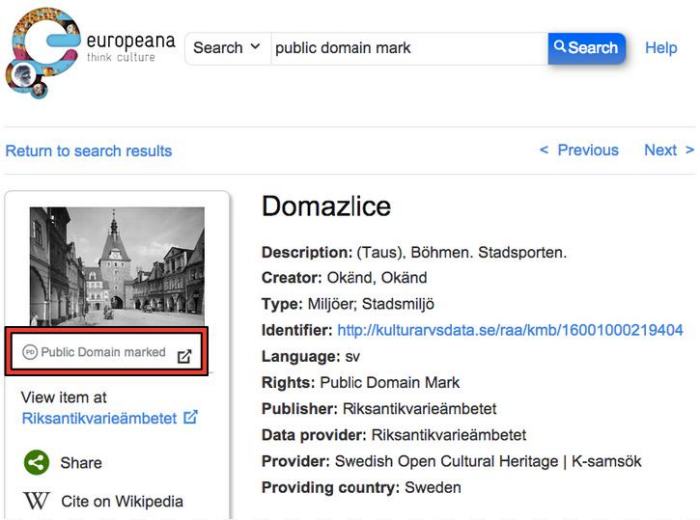 europeana
think culture
Search
public domain mark
Search
Help
Return to search results
< Previous
Next >
Domazlice
Description: (Taus), Böhmen. Stadsporten.
Creator: Okänd, Okänd
Type: Miljöer; Stadsmiljö
Identifier: http://kulturarvsdata.se/raa/kmb/16001000219404
Language: sv
Rights: Public Domain Mark
Publisher: Riksantikvarieämbetet
Data provider: Riksantikvarieämbetet
Provider: Swedish Open Cultural Heritage | K-samsök
Providing country: Sweden
PD Public Domain marked
View item at
Riksantikvarieämbetet
Share
W Cite on Wikipedia